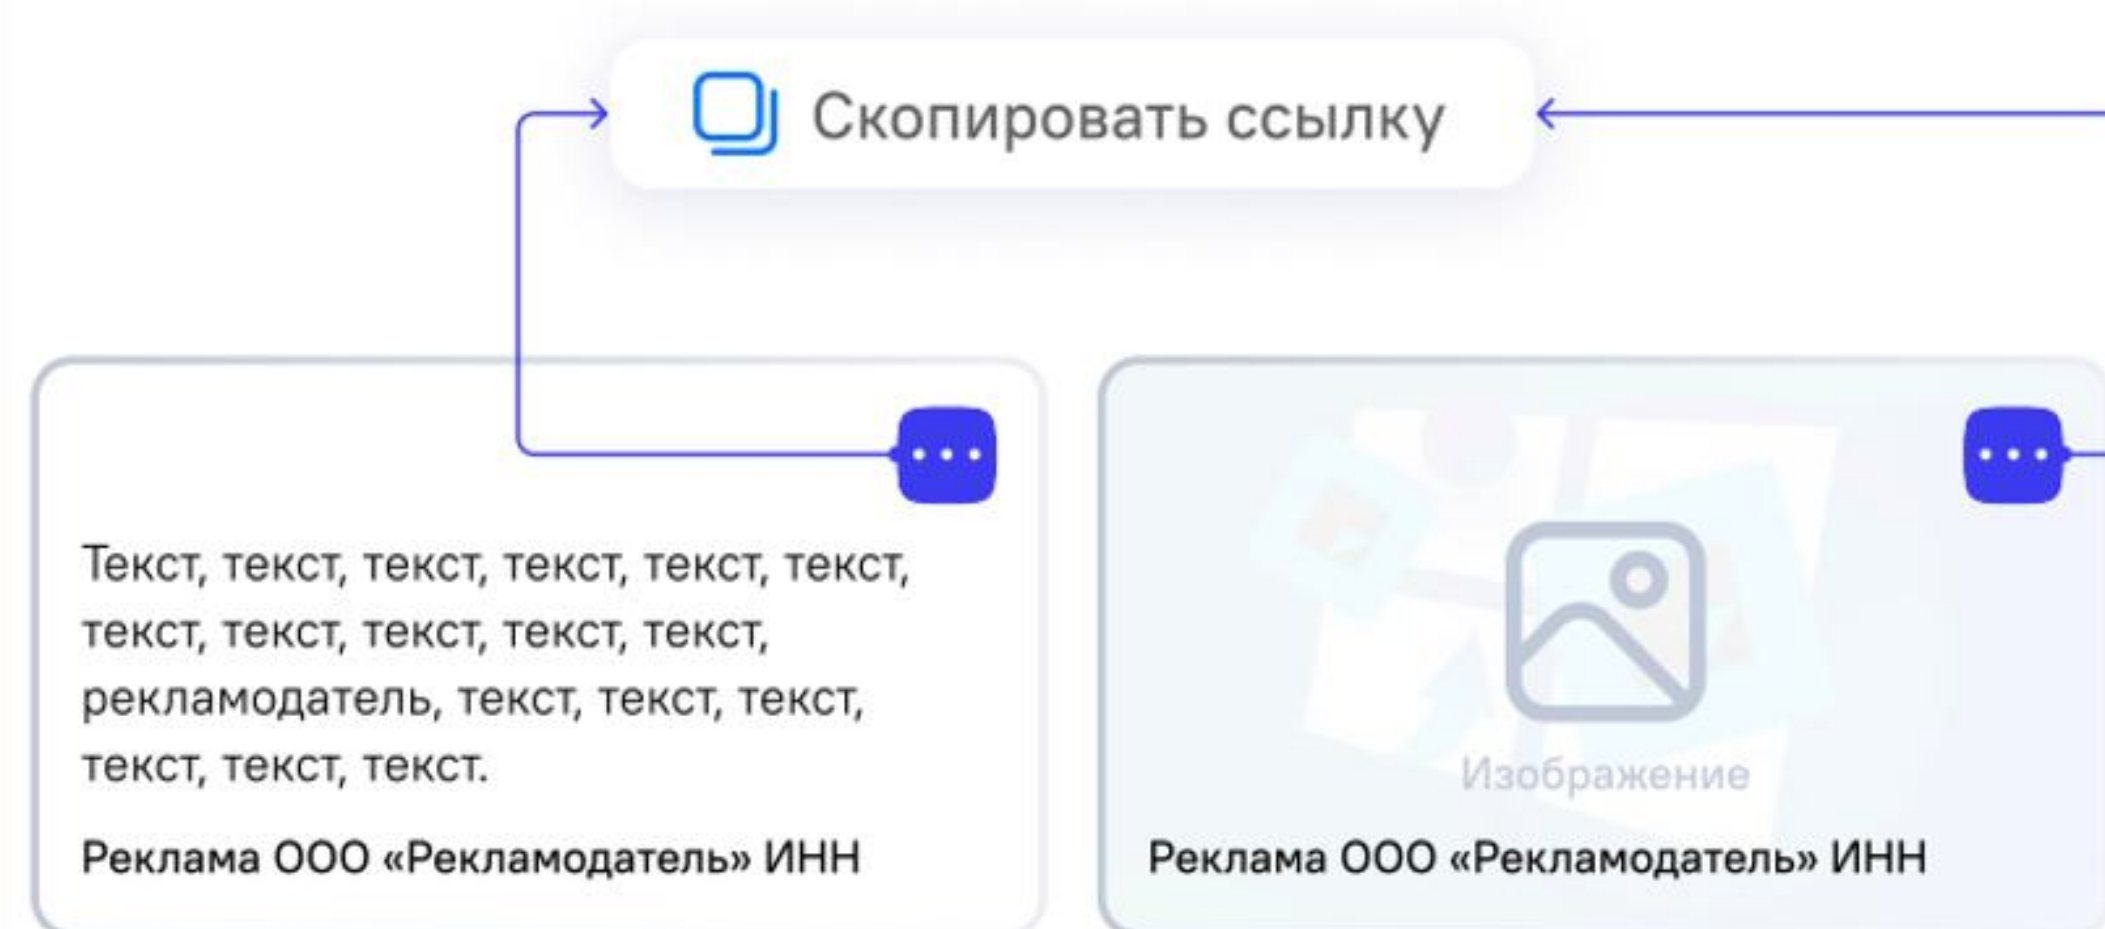 Скопировать ссылку
Текст, текст, текст, текст, текст, текст,
текст, текст, текст, текст, текст,
рекламодатель, текст, текст, текст,
текст, текст, текст.
Реклама ООО «Рекламодатель» ИНН
Изображение
Реклама ООО «Рекламодатель» ИНН